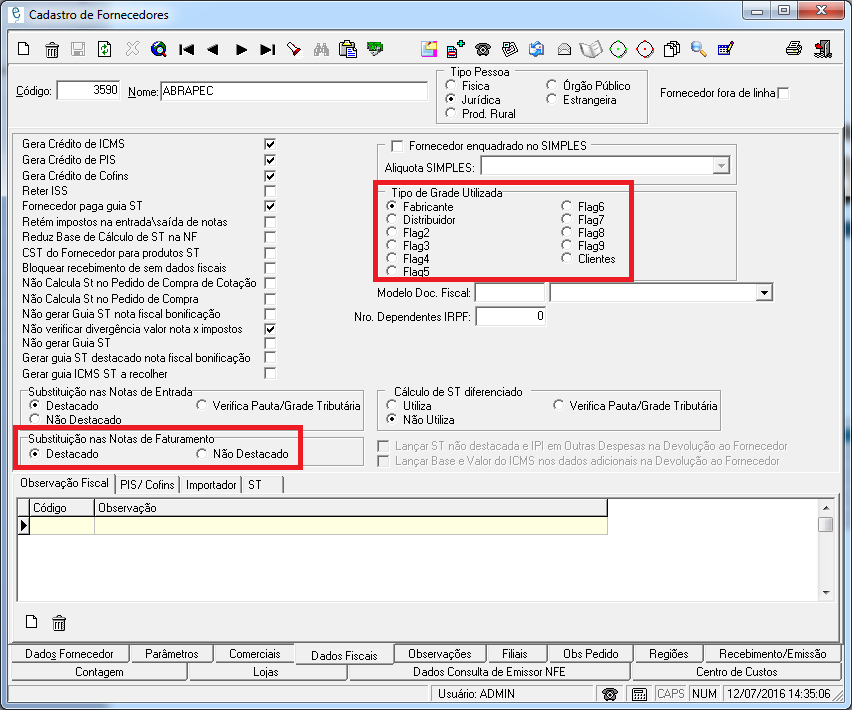 Cadastro de Fornecedores
Código: 3590 Nome: ABRAPEC
Tipo Pessoa
Física Órgão Público
Jurídica Estrangeira
Prod. Rural
Fornecedor fora de linha
Gera Crédito de ICMS
Gera Crédito de PIS
Gera Crédito de Cofins
Reter ISS
Fornecedor paga guia ST
Retém impostos na entrada\saída de notas
Reduz Base de Cálculo de ST na NF
CST do Fornecedor para produtos ST
Bloquear recebimento de sem dados fiscais
Não Calcula St no Pedido de Compra de Cotação
Não Calcula St no Pedido de Compra
Não gerar Guia ST nota fiscal bonificação
Não verificar divergência valor nota x impostos
Não gerar Guia ST
Gerar guia ST destacado nota fiscal bonificação
Gerar guia ICMS ST a recolher
Fornecedor enquadrado no SIMPLES
Aliquota SIMPLES:
Tipo de Grade Utilizada
Fabricante Flag6
Distribuidor Flag7
Flag2 Flag8
Flag3 Flag9
Flag4 Clientes
Flag5
Modelo Doc. Fiscal:
Nro. Dependentes IRPF: 0
Substituição nas Notas de Entrada
Destacado Verifica Pauta/Grade Tributária
Não Destacado
Cálculo de ST diferenciado
Utiliza Verifica Pauta/Grade Tributária
Não Utiliza
Substituição nas Notas de Faturamento
Destacado Não Destacado
Lançar ST não destacada e IPI em Outras Despesas na Devolução ao Fornecedor
Lançar Base e Valor do ICMS nos dados adicionais na Devolução ao Fornecedor
Observação Fiscal PIS/ Cofins Importador ST
Código Observação
Dados Fornecedor Parâmetros Comerciais Dados Fiscais Observações Filiais Obs Pedido Regiões Recebimento/Emissão
Contagem Lojas Dados Consulta de Emissor NFE Centro de Custos
Usuário: ADMIN CAPS NUM 12/07/2016 14:35:06